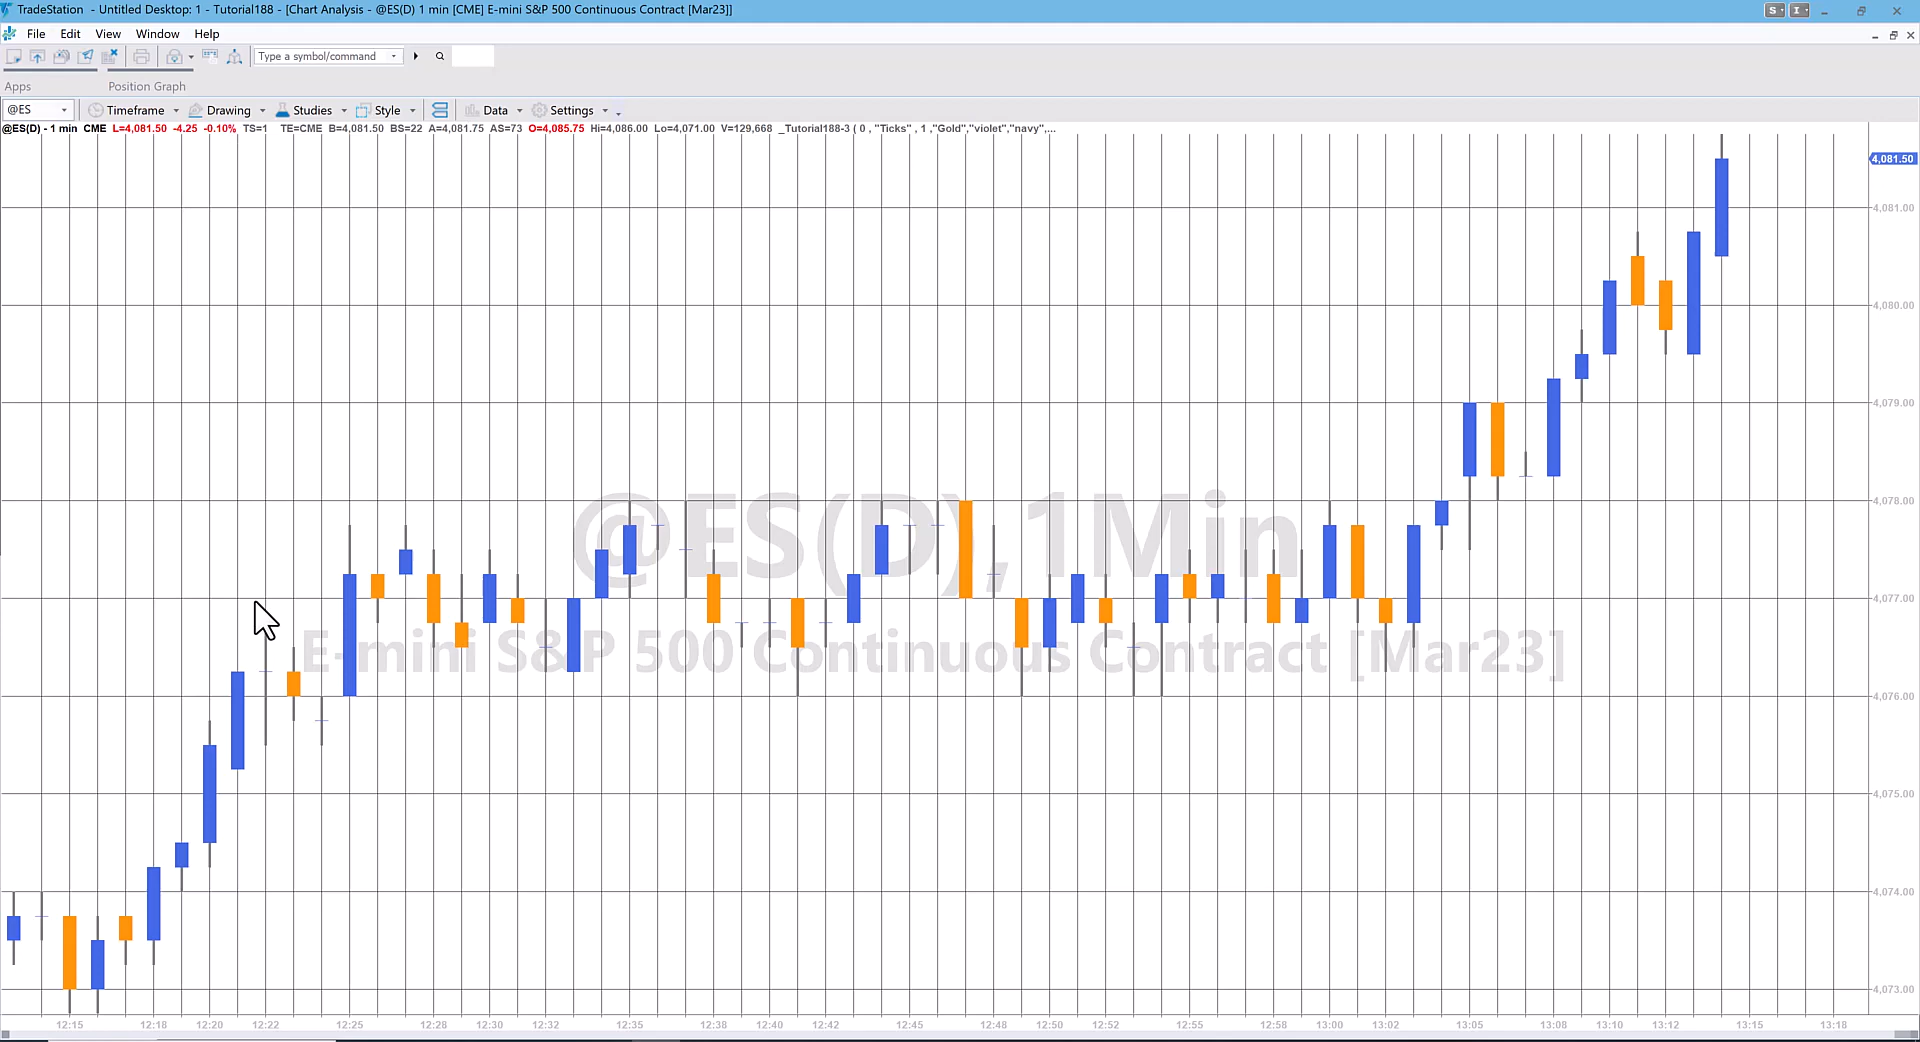 TradeStation - Untitled Desktop: 1 - Tutorial188 - [Chart Analysis - @ES(D) 1 min [CME] E-mini S&P 500 Continuous Contract [Mar23]]
S I
File Edit View Window Help
Type a symbol/command
Apps Position Graph
@ES Timeframe Drawing Studies Style Data Settings
@ES(D) - 1 min CME L=4,081.50 -4.25 -0.10% TS=1 TE=CME B=4,081.50 BS=22 A=4,081.75 AS=73 O=4,085.75 Hi=4,086.00 Lo=4,071.00 V=129,668 _Tutorial188-3 ( 0 , "Ticks" , 1 ,"Gold","violet","navy",...
4,081.50
4,081.00
4,080.00
4,079.00
4,078.00
@ES(D),1Min
4,077.00
E-mini S&P 500 Continuous Contract [Mar23]
4,076.00
4,075.00
4,074.00
4,073.00
12:15 12:18 12:20 12:22 12:25 12:28 12:30 12:32 12:35 12:38 12:40 12:42 12:45 12:48 12:50 12:52 12:55 12:58 13:00 13:02 13:05 13:08 13:10 13:12 13:15 13:18